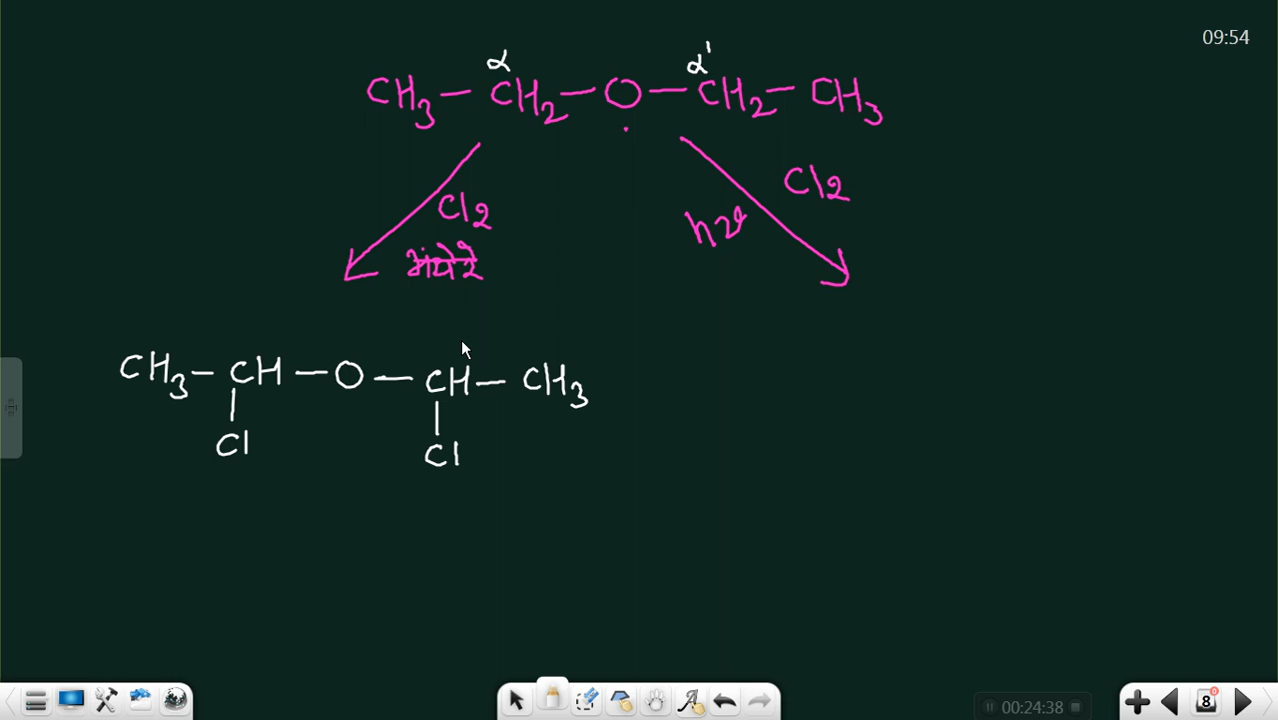 09:54
α α'
CH3 — CH2 — O — CH2 — CH3
Cl2 Cl2
hν
CH3 — CH — O — CH — CH3
Cl Cl
8
00:24:38